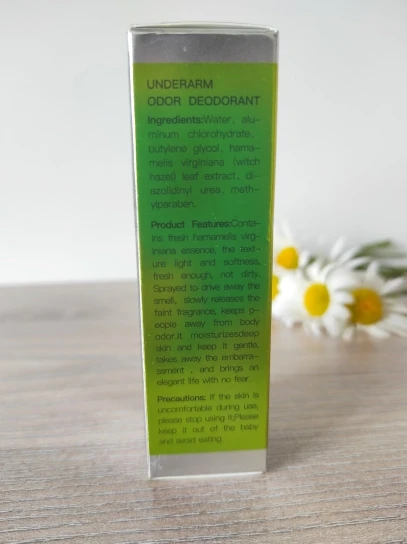 UNDERARM
ODOR DEODORANT
Ingredients:Water, alu-
minum chlorohydrate,
butylene glycol, hama-
melis virginiana (witch
hazel) leaf extract, di-
azolidinyl urea, meth-
ylparaben.
Product Features:Conta-
ins fresh hamamelis virg-
iniana essence, the text-
ure light and softness,
fresh enough, not dirty.
Sprayed to drive away the
smell, slowly releases the
faint fragrance, keeps p-
eople away from body
odor.it moisturizesdeep
skin and keep it gentle,
takes away the embarra-
ssment , and brings an
elegant life with no fear.
Precautions: If the skin is
uncomfortable during use,
please stop using it;Please
keep it out of the baby
and avoid eating.